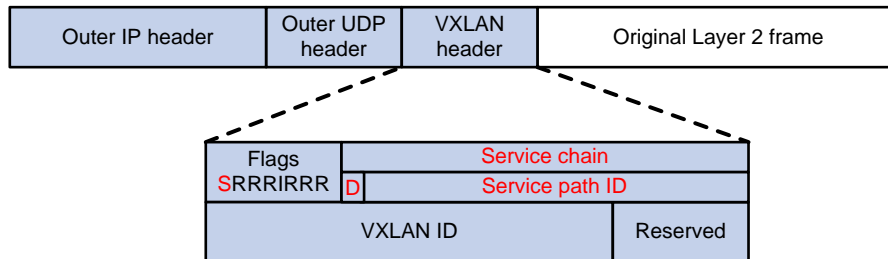 Outer IP header
Outer UDP header
VXLAN header
Original Layer 2 frame
Flags
SRRRIRRR
Service chain
D
Service path ID
VXLAN ID
Reserved